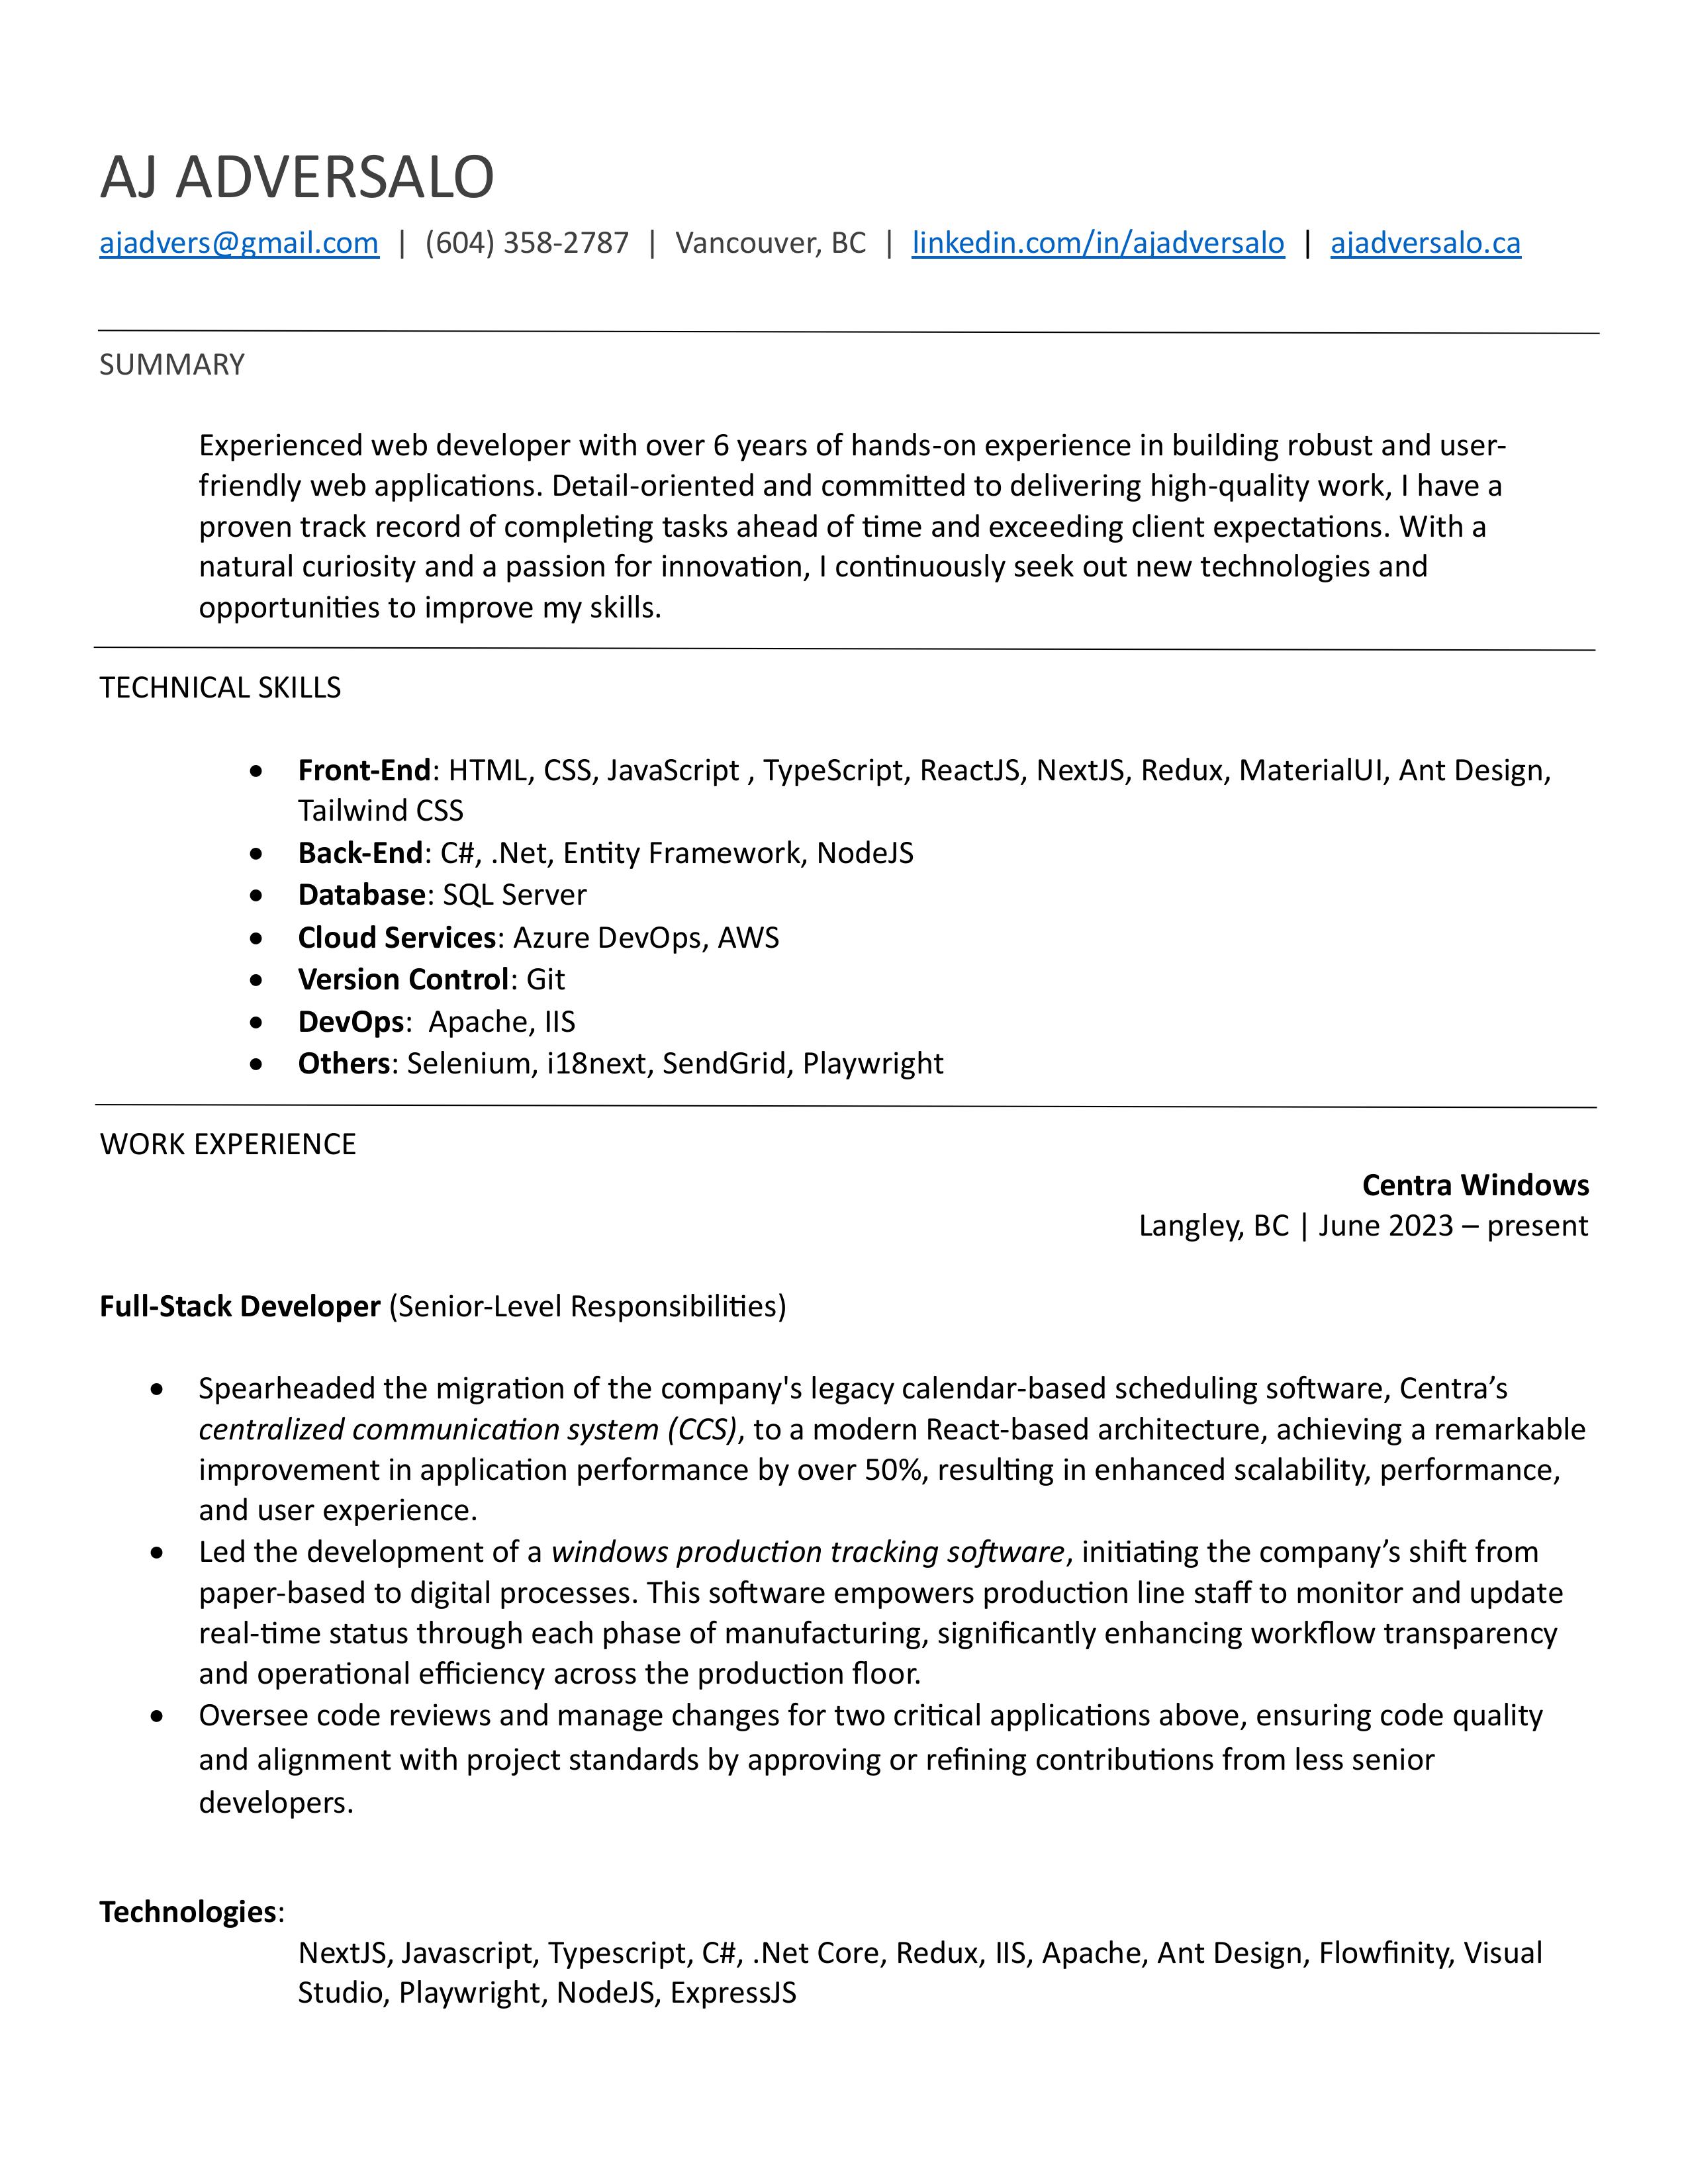 AJ ADVERSALO
ajadvers@gmail.com | (604) 358-2787 | Vancouver, BC | linkedin.com/in/ajadversalo | ajadversalo.ca
SUMMARY
Experienced web developer with over 6 years of hands-on experience in building robust and user-
friendly web applications. Detail-oriented and committed to delivering high-quality work, I have a
proven track record of completing tasks ahead of time and exceeding client expectations. With a
natural curiosity and a passion for innovation, I continuously seek out new technologies and
opportunities to improve my skills.
TECHNICAL SKILLS
• Front-End: HTML, CSS, JavaScript , TypeScript, ReactJS, NextJS, Redux, MaterialUI, Ant Design,
Tailwind CSS
• Back-End: C#, .Net, Entity Framework, NodeJS
• Database: SQL Server
• Cloud Services: Azure DevOps, AWS
• Version Control: Git
• DevOps:  Apache, IIS
• Others: Selenium, i18next, SendGrid, Playwright
WORK EXPERIENCE
Centra Windows
Langley, BC | June 2023 – present
Full-Stack Developer (Senior-Level Responsibilities)
• Spearheaded the migration of the company's legacy calendar-based scheduling software, Centra’s
centralized communication system (CCS), to a modern React-based architecture, achieving a remarkable
improvement in application performance by over 50%, resulting in enhanced scalability, performance,
and user experience.
• Led the development of a windows production tracking software, initiating the company’s shift from
paper-based to digital processes. This software empowers production line staff to monitor and update
real-time status through each phase of manufacturing, significantly enhancing workflow transparency
and operational efficiency across the production floor.
• Oversee code reviews and manage changes for two critical applications above, ensuring code quality
and alignment with project standards by approving or refining contributions from less senior
developers.
Technologies:
NextJS, Javascript, Typescript, C#, .Net Core, Redux, IIS, Apache, Ant Design, Flowfinity, Visual
Studio, Playwright, NodeJS, ExpressJS